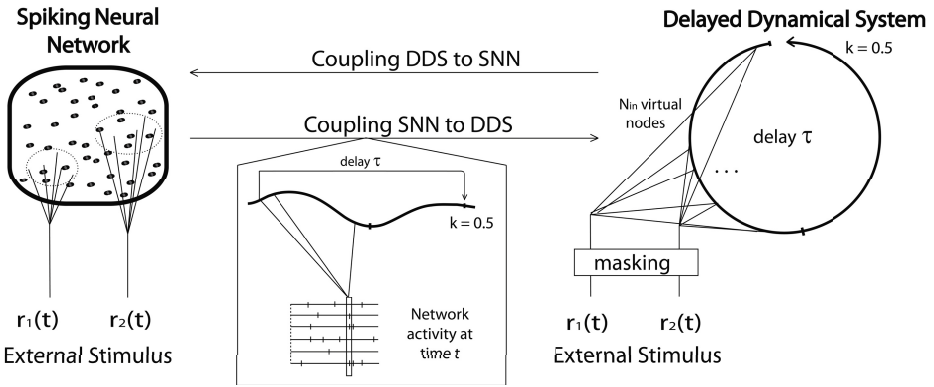 Spiking Neural
Network
Delayed Dynamical System
Coupling DDS to SNN
k = 0.5
Nin virtual
nodes
Coupling SNN to DDS
delay τ
delay τ
. . .
k = 0.5
masking
r1(t) r2(t)
External Stimulus
Network
activity at
time t
r1(t) r2(t)
External Stimulus